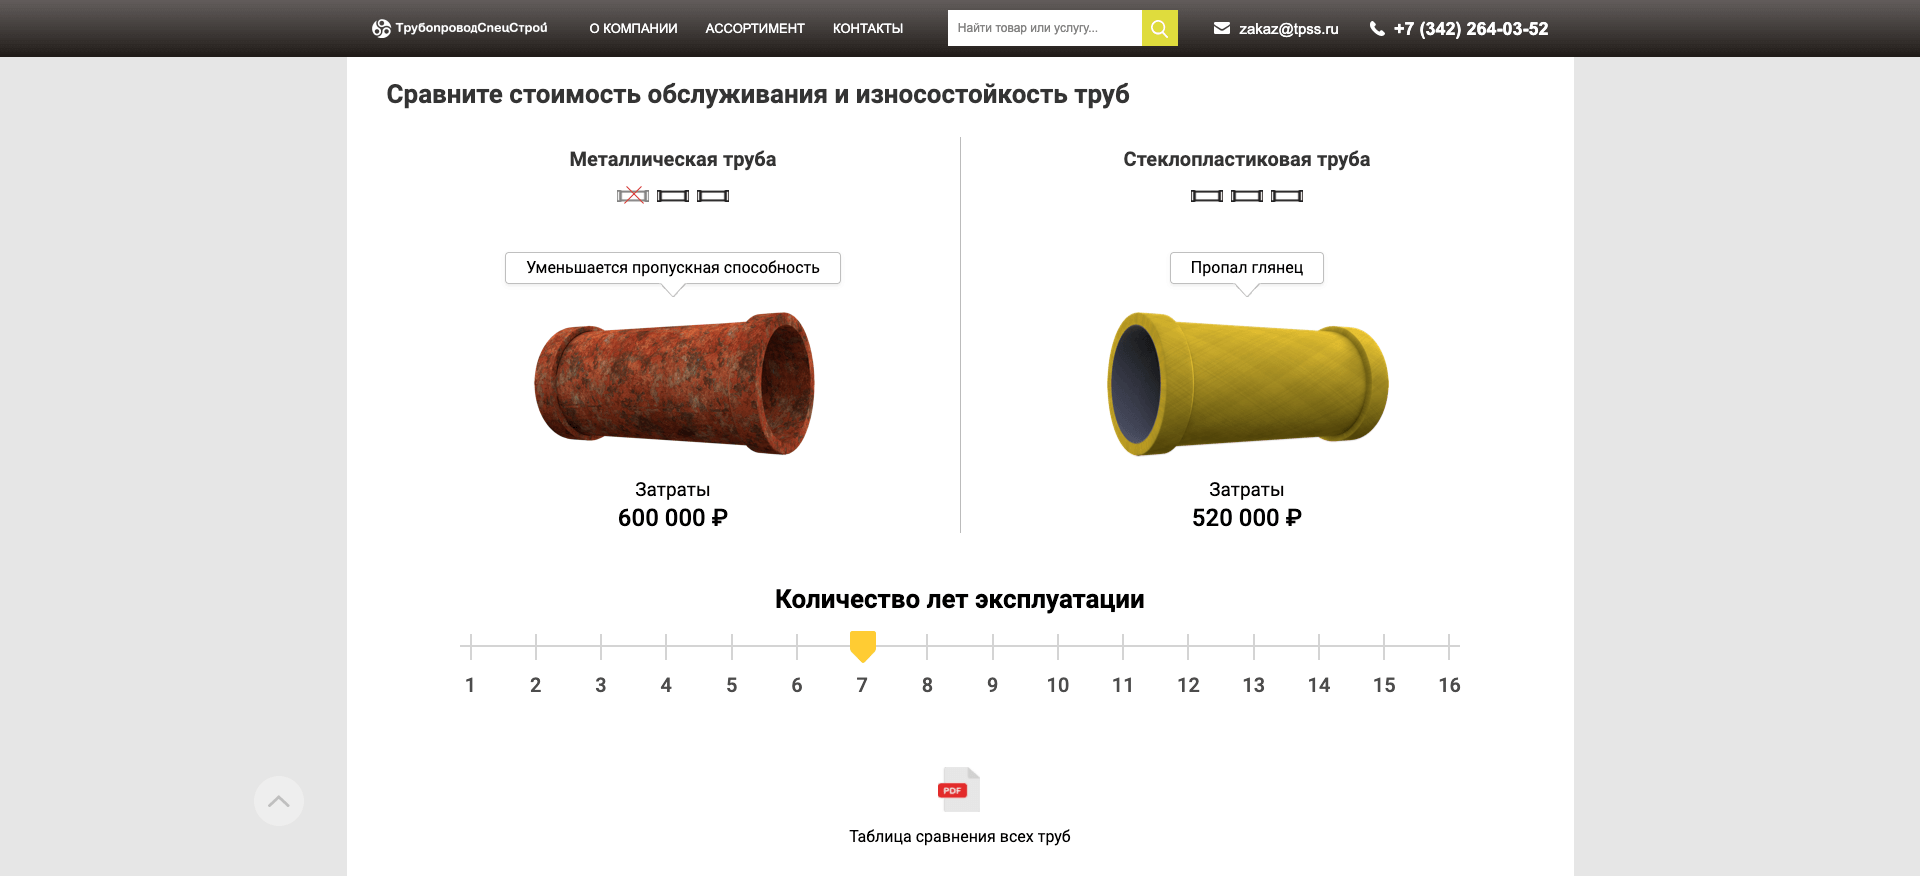 ТрубопроводСпецСтрой
О КОМПАНИИ
АССОРТИМЕНТ
КОНТАКТЫ
Найти товар или услугу...
zakaz@tpss.ru
+7 (342) 264-03-52
Сравните стоимость обслуживания и износостойкость труб
Металлическая труба
Стеклопластиковая труба
Уменьшается пропускная способность
Пропал глянец
Затраты
600 000 ₽
Затраты
520 000 ₽
Количество лет эксплуатации
1 2 3 4 5 6 7 8 9 10 11 12 13 14 15 16
PDF
Таблица сравнения всех труб